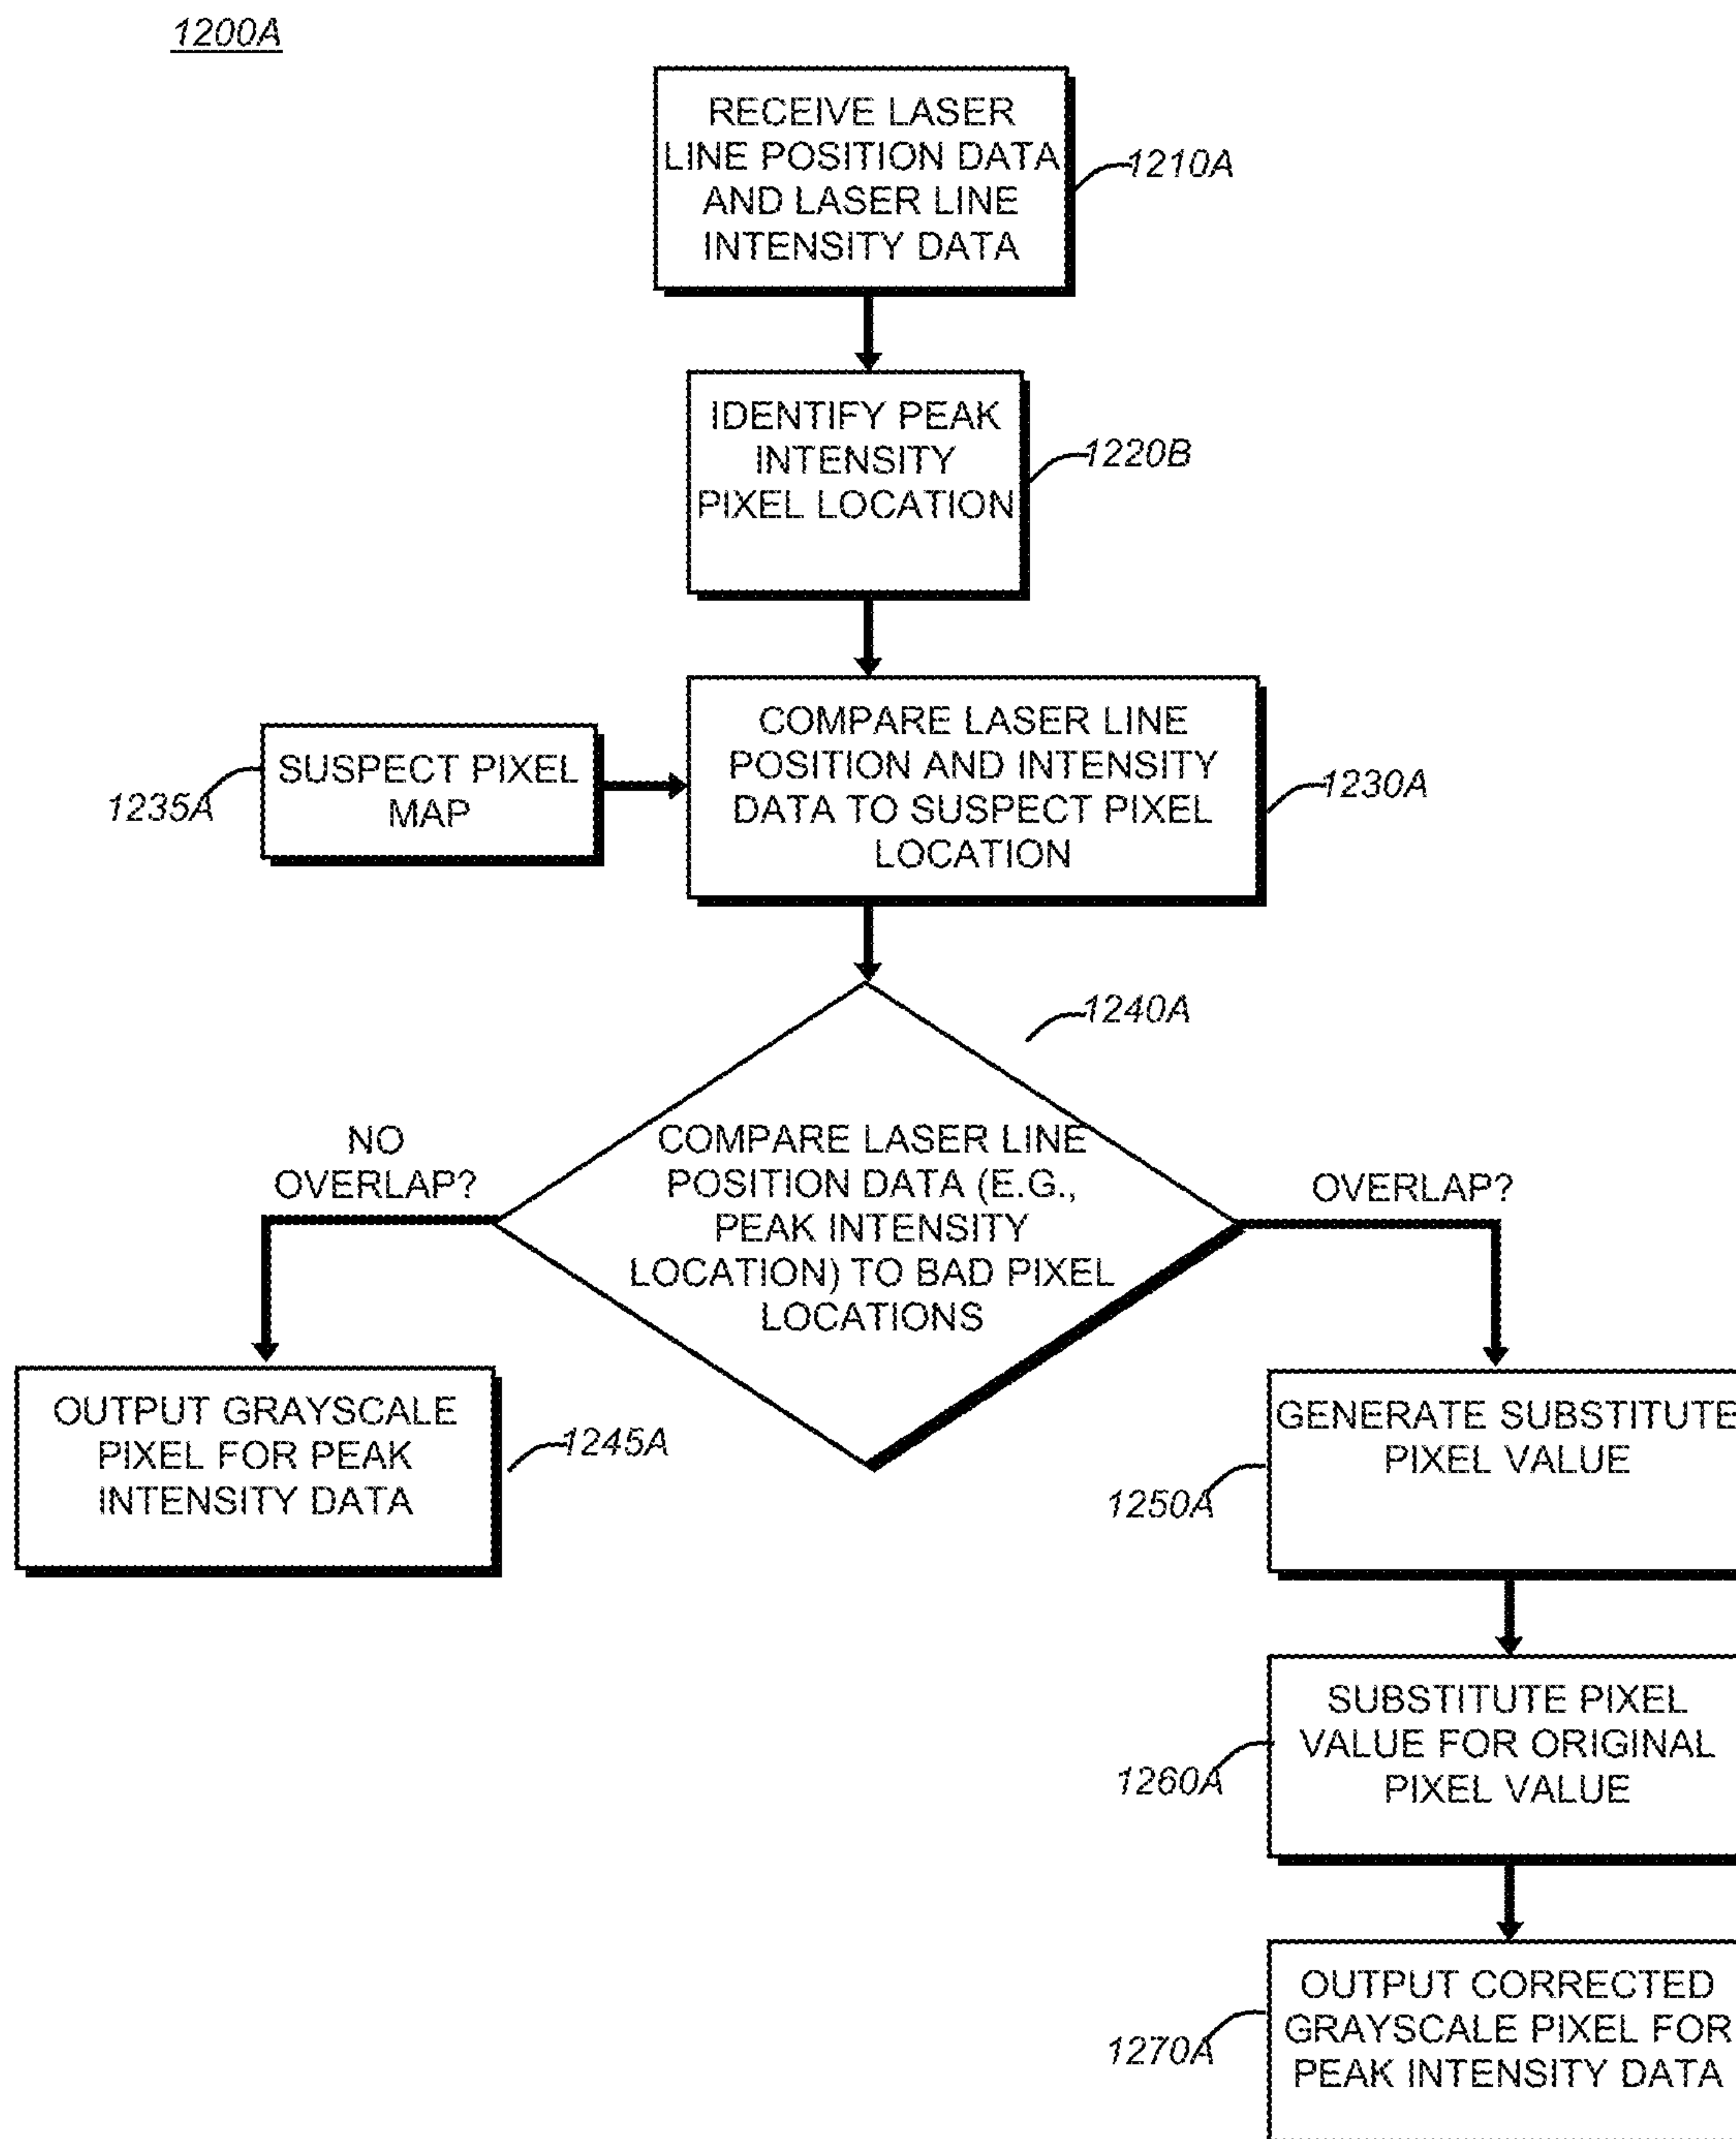 1200A
RECEIVE LASER
LINE POSITION DATA
AND LASER LINE
INTENSITY DATA
1210A
IDENTIFY PEAK
INTENSITY
PIXEL LOCATION
1220B
SUSPECT PIXEL
MAP
1235A
COMPARE LASER LINE
POSITION AND INTENSITY
DATA TO SUSPECT PIXEL
LOCATION
1230A
1240A
COMPARE LASER LINE
POSITION DATA (E.G.,
PEAK INTENSITY
LOCATION) TO BAD PIXEL
LOCATIONS
NO
OVERLAP?
OVERLAP?
OUTPUT GRAYSCALE
PIXEL FOR PEAK
INTENSITY DATA
1245A
GENERATE SUBSTITUTE
PIXEL VALUE
1250A
SUBSTITUTE PIXEL
VALUE FOR ORIGINAL
PIXEL VALUE
1260A
OUTPUT CORRECTED
GRAYSCALE PIXEL FOR
PEAK INTENSITY DATA
1270A